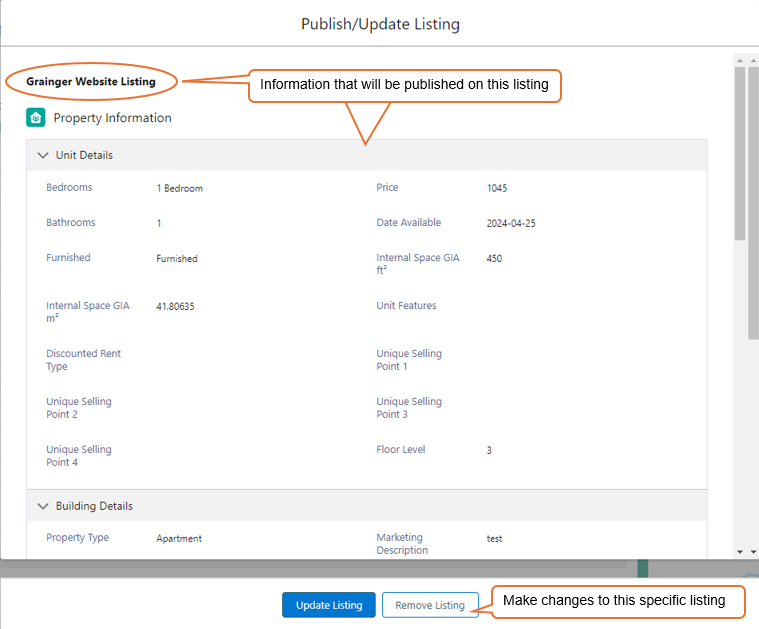 Publish/Update Listing
Grainger Website Listing
Information that will be published on this listing
Property Information
Unit Details
Bedrooms 1 Bedroom Price 1045
Bathrooms 1 Date Available 2024-04-25
Furnished Furnished Internal Space GIA ft² 450
Internal Space GIA m² 41.80635 Unit Features
Discounted Rent Type Unique Selling Point 1
Unique Selling Point 2 Unique Selling Point 3
Unique Selling Point 4 Floor Level 3
Building Details
Property Type Apartment Marketing Description test
Update Listing Remove Listing Make changes to this specific listing